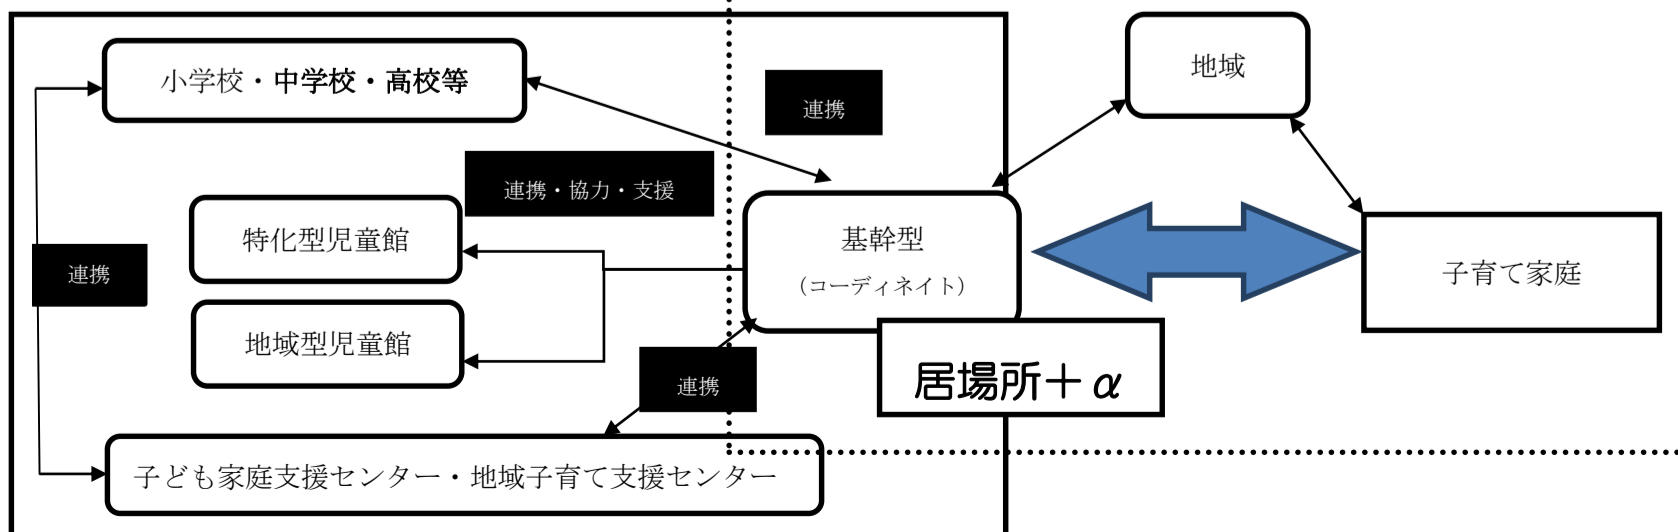 小学校・中学校・高校等
連携
地域
連携・協力・支援
特化型児童館
基幹型
（コーディネイト）
子育て家庭
連携
地域型児童館
連携
居場所＋α
子ども家庭支援センター・地域子育て支援センター